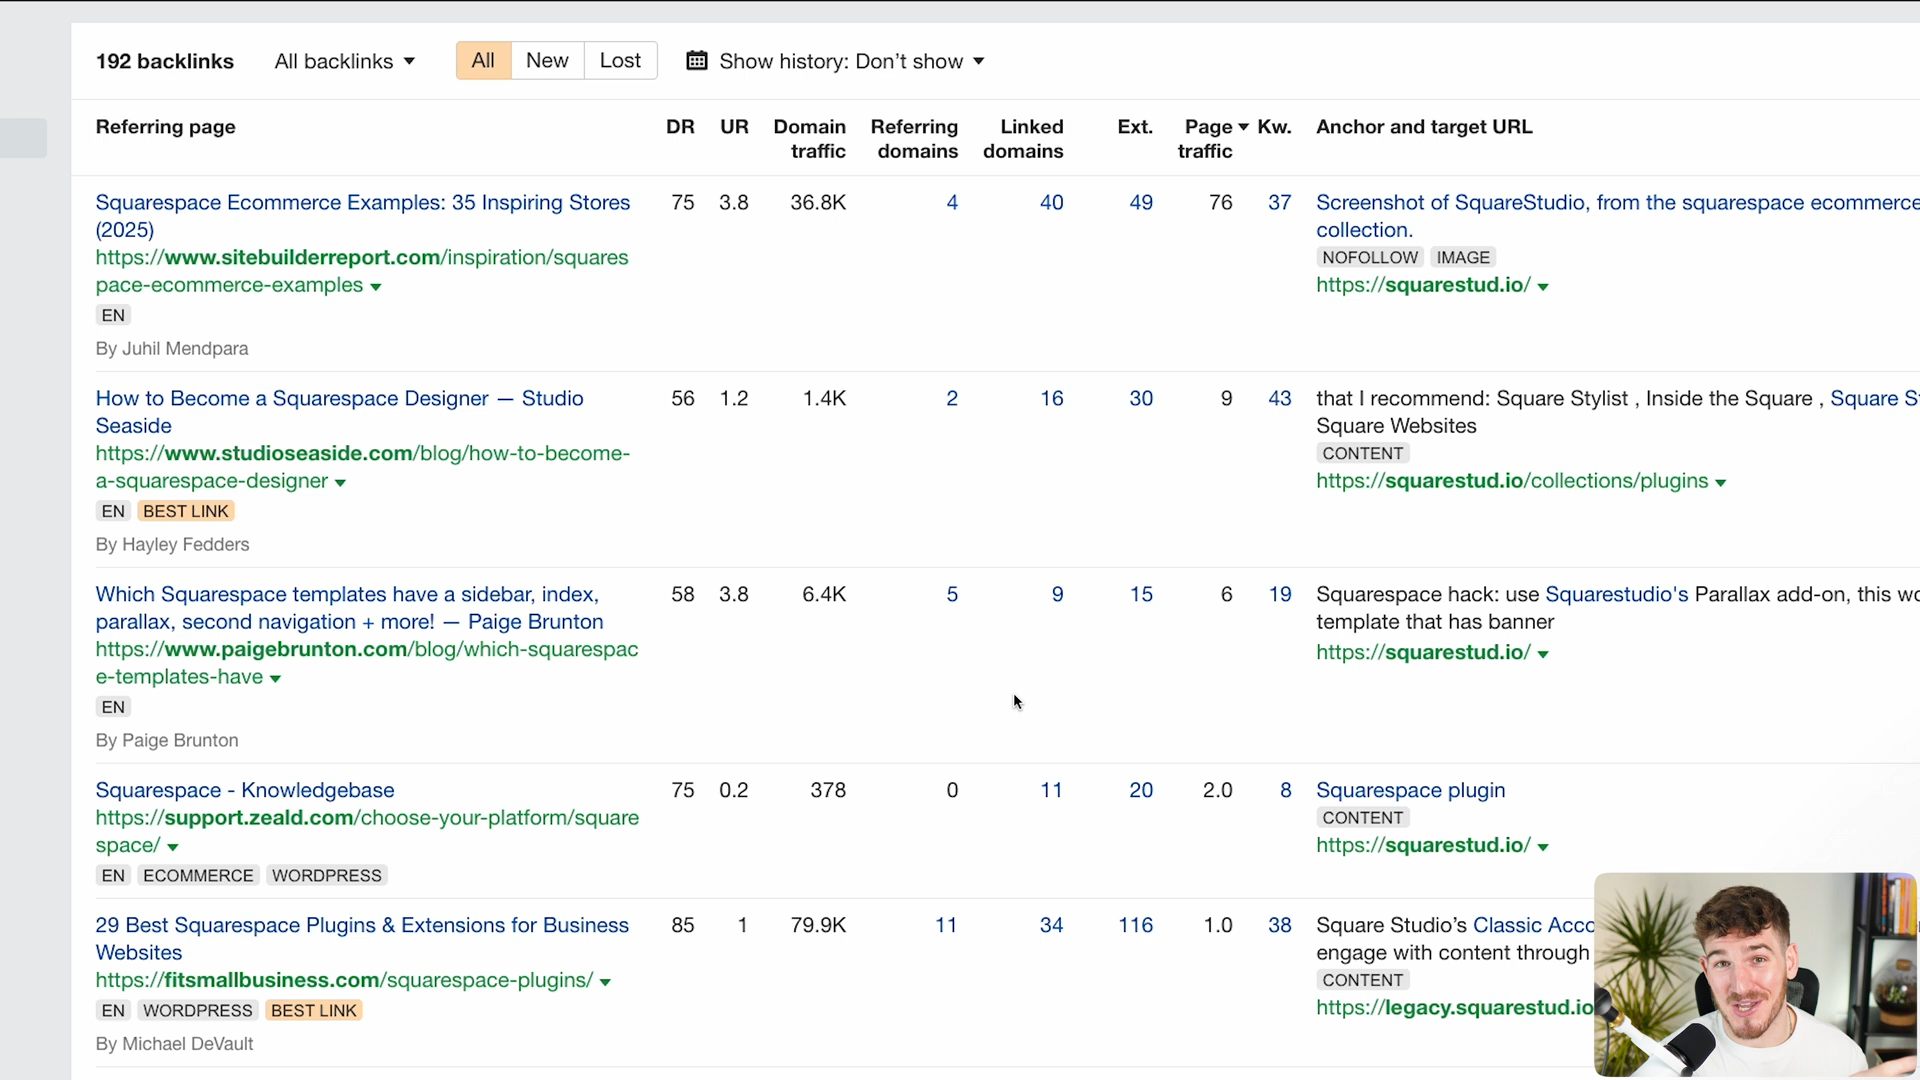 192 backlinks All backlinks All New Lost Show history: Don't show
Referring page DR UR Domain traffic Referring domains Linked domains Ext. Page traffic Kw. Anchor and target URL
Squarespace Ecommerce Examples: 35 Inspiring Stores 75 3.8 36.8K 4 40 49 76 37 Screenshot of SquareStudio, from the squarespace ecommerce
(2025) collection.
https://www.sitebuilderreport.com/inspiration/squares NOFOLLOW IMAGE
pace-ecommerce-examples https://squarestud.io/
EN
By Juhil Mendpara
How to Become a Squarespace Designer — Studio 56 1.2 1.4K 2 16 30 9 43 that I recommend: Square Stylist , Inside the Square , Square S
Seaside Square Websites
https://www.studioseaside.com/blog/how-to-become- CONTENT
a-squarespace-designer https://squarestud.io/collections/plugins
EN BEST LINK
By Hayley Fedders
Which Squarespace templates have a sidebar, index, 58 3.8 6.4K 5 9 15 6 19 Squarespace hack: use Squarestudio's Parallax add-on, this wo
parallax, second navigation + more! — Paige Brunton template that has banner
https://www.paigebrunton.com/blog/which-squarespac https://squarestud.io/
e-templates-have
EN
By Paige Brunton
Squarespace - Knowledgebase 75 0.2 378 0 11 20 2.0 8 Squarespace plugin
https://support.zeald.com/choose-your-platform/square CONTENT
space/ https://squarestud.io/
EN ECOMMERCE WORDPRESS
29 Best Squarespace Plugins & Extensions for Business 85 1 79.9K 11 34 116 1.0 38 Square Studio's Classic Acco
Websites engage with content through
https://fitsmallbusiness.com/squarespace-plugins/ CONTENT
EN WORDPRESS BEST LINK https://legacy.squarestud.io
By Michael DeVault